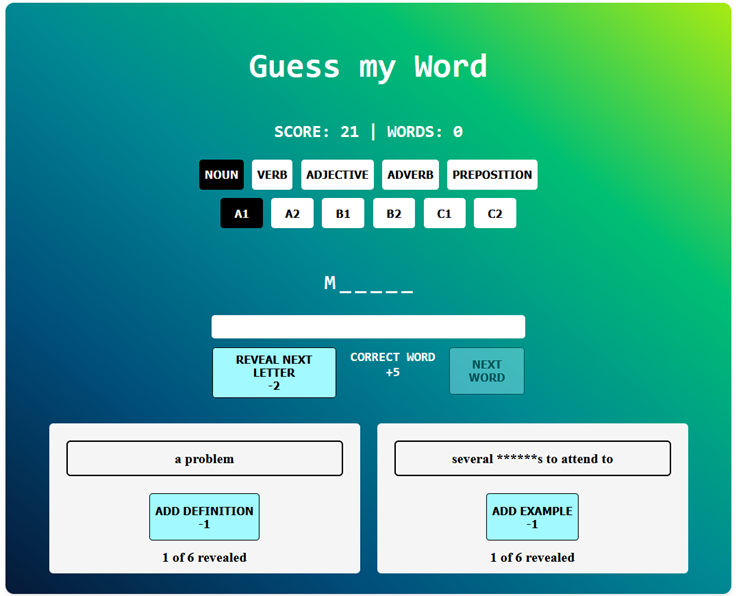 Guess my Word
SCORE: 21 | WORDS: 0
NOUN VERB ADJECTIVE ADVERB PREPOSITION
A1 A2 B1 B2 C1 C2
M_____
REVEAL NEXT
LETTER
-2
CORRECT WORD
+5
NEXT
WORD
a problem
ADD DEFINITION
-1
1 of 6 revealed
several ******s to attend to
ADD EXAMPLE
-1
1 of 6 revealed